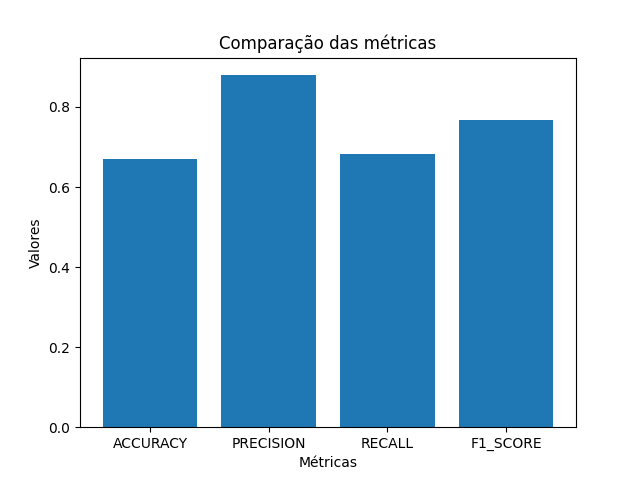 Comparação das métricas
Valores
0.8
0.6
0.4
0.2
0.0
ACCURACY PRECISION RECALL F1_SCORE
Métricas